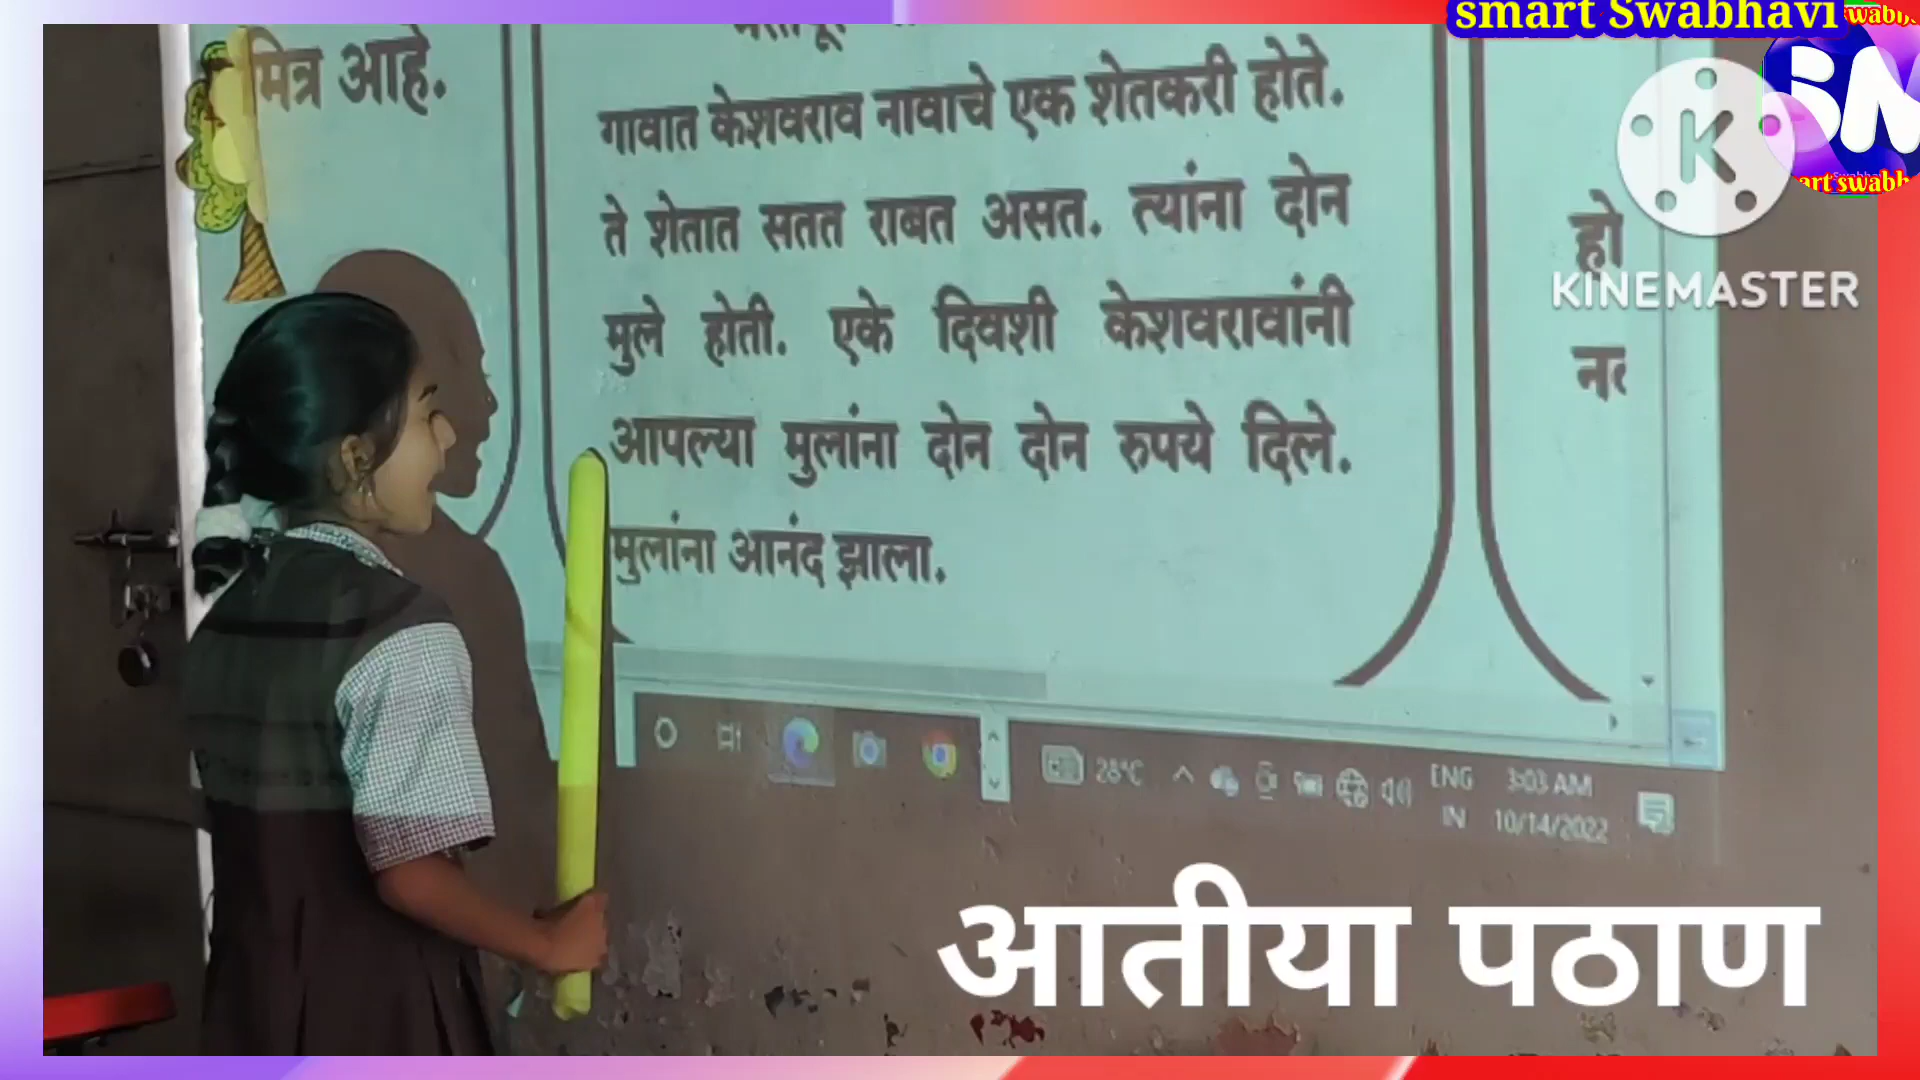 smart Swabhavi
मित्र आहे.
गावात केशवराव नावाचे एक शेतकरी होते.
ते शेतात सतत राबत असत. त्यांना दोन
मुले होती. एके दिवशी केशवरावांनी
आपल्या मुलांना दोन दोन रुपये दिले.
मुलांना आनंद झाला.
हो
KINEMASTER
28°C
ENG
IN
3:03 AM
10/14/2022
आतीया पठाण